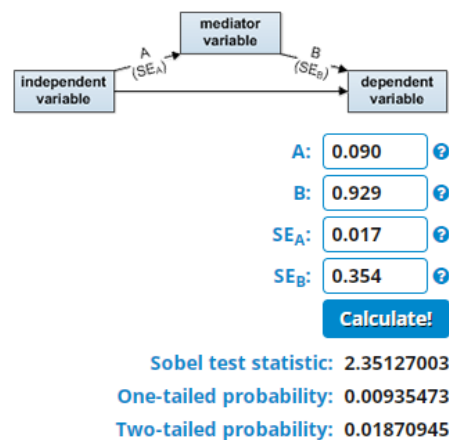 mediator
variable
A
(SEA)
B
(SEB)
independent
variable
dependent
variable
A: 0.090 ?
B: 0.929 ?
SEA: 0.017 ?
SEB: 0.354 ?
Calculate!
Sobel test statistic: 2.35127003
One-tailed probability: 0.00935473
Two-tailed probability: 0.01870945